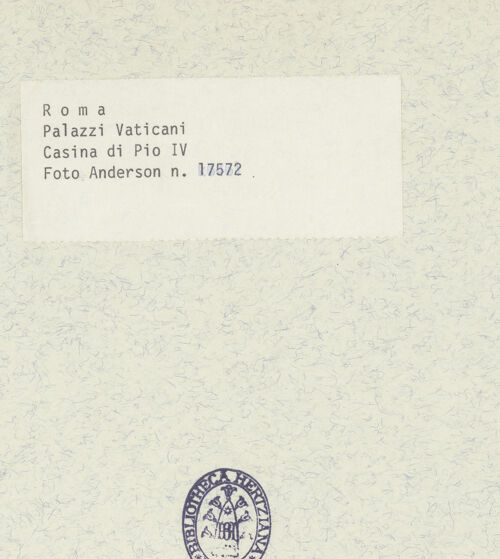 R o m a
Palazzi Vaticani
Casina di Pio IV
Foto Anderson n. 17572 .
BIBLIOTHECA HERTZIANA